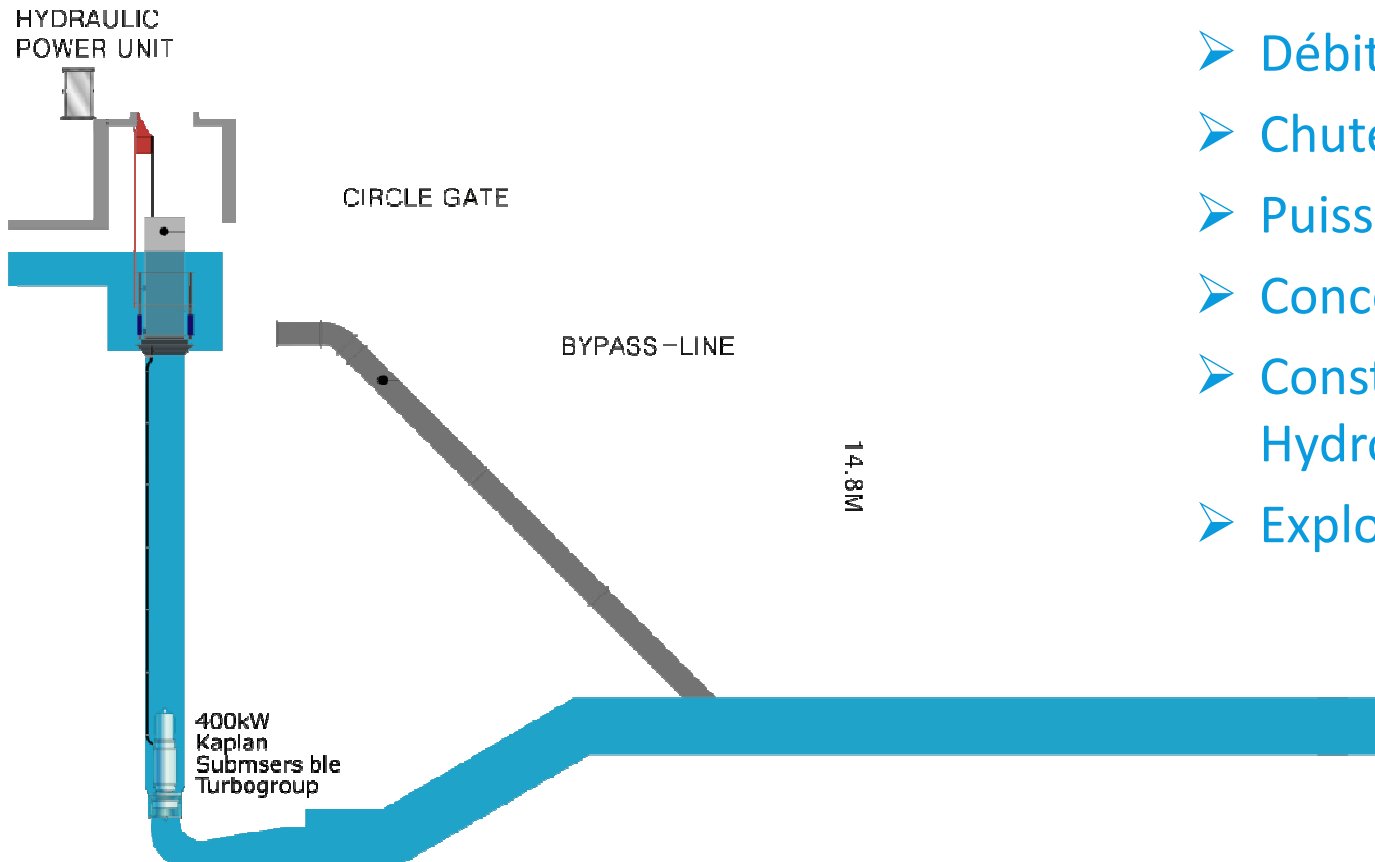 HYDRAULIC
POWER UNIT
CIRCLE GATE
BYPASS-LINE
14.8M
400kW
Kaplan
Submsers ble
Turbogroup
➢ Débit
➢ Chute
➢ Puiss
➢ Conc
➢ Const
Hydro
➢ Explo